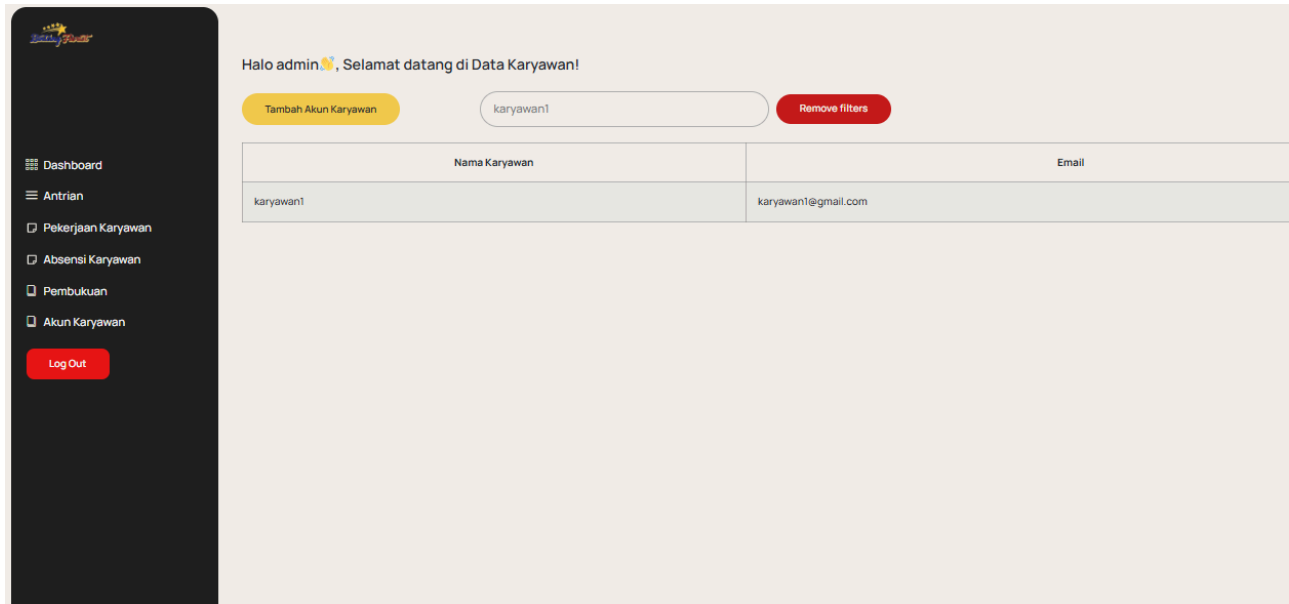 Halo admin👋, Selamat datang di Data Karyawan!
Tambah Akun Karyawan
karyawan1
Remove filters
Nama Karyawan
Email
karyawan1
karyawan1@gmail.com
Dashboard
Antrian
Pekerjaan Karyawan
Absensi Karyawan
Pembukuan
Akun Karyawan
Log Out